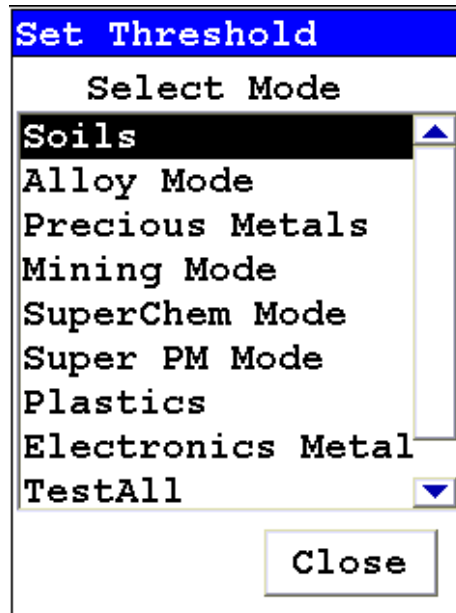 Set Threshold
Select Mode
Soils
Alloy Mode
Precious Metals
Mining Mode
SuperChem Mode
Super PM Mode
Plastics
Electronics Metal
TestAll
Close